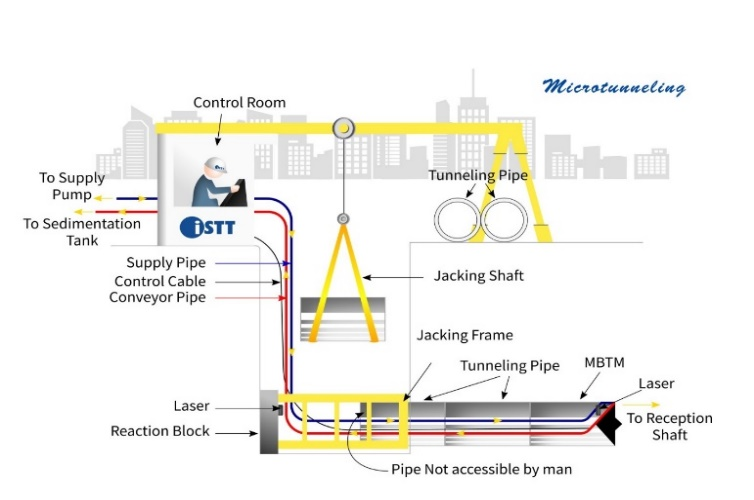 Microtunneling
Control Room
To Supply
Pump
To Sedimentation
Tank
iSTT
iSTT
Tunneling Pipe
Supply Pipe
Control Cable
Conveyor Pipe
Jacking Shaft
Jacking Frame
Tunneling Pipe
MBTM
Laser
Laser
Reaction Block
To Reception
Shaft
Pipe Not accessible by man